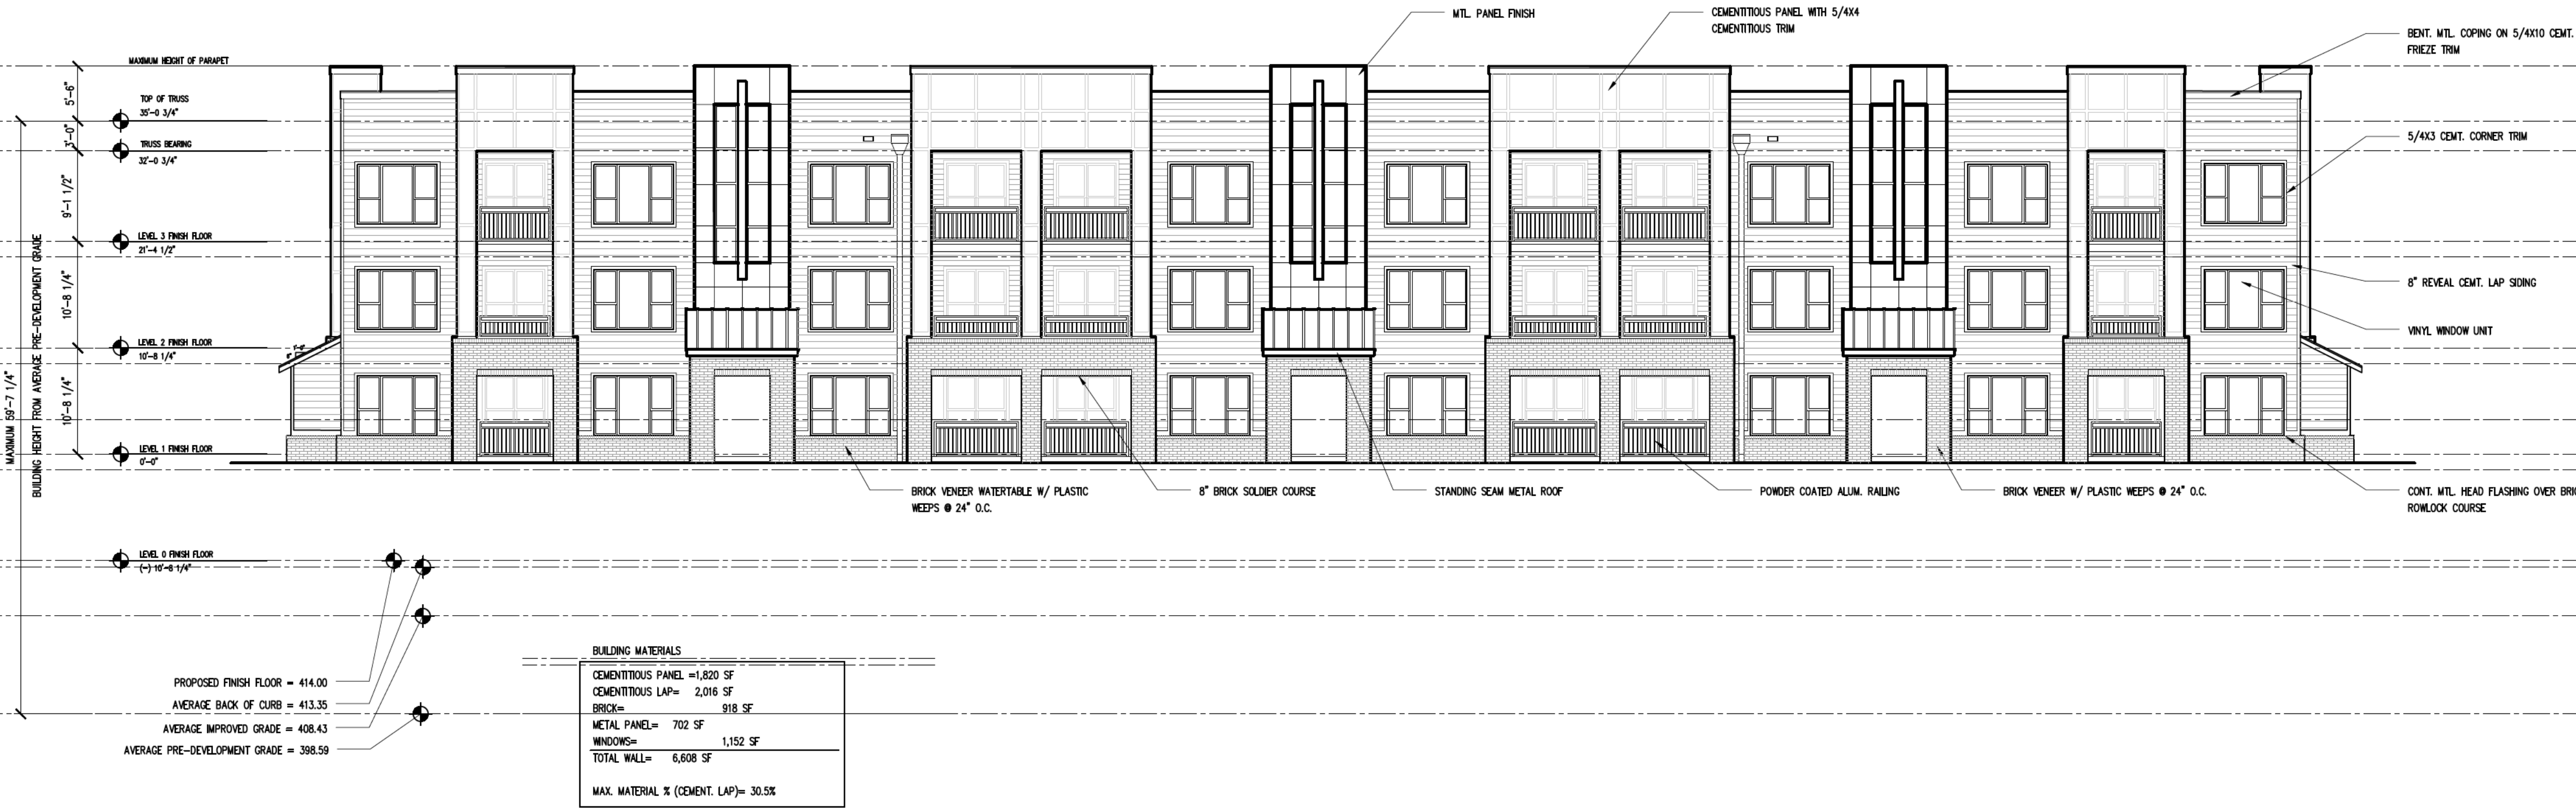 MTL. PANEL FINISH
CEMENTITIOUS PANEL WITH 5/4X4
CEMENTITIOUS TRIM
BENT. MTL. COPING ON 5/4X10 CEMT.
FRIEZE TRIM
MAXIMUM HEIGHT OF PARAPET
5'-6"
TOP OF TRUSS
35'-0 3/4"
3'-0"
TRUSS BEARING
32'-0 3/4"
5/4X3 CEMT. CORNER TRIM
9'-1 1/2"
LEVEL 3 FINISH FLOOR
21'-4 1/2"
8" REVEAL CEMT. LAP SIDING
10'-8 1/4"
VINYL WINDOW UNIT
LEVEL 2 FINISH FLOOR
10'-8 1/4"
1'-0"
10'-8 1/4"
MAXIMUM 59'-7 1/4"
BUILDING HEIGHT FROM AVERAGE PRE-DEVELOPMENT GRADE
LEVEL 1 FINISH FLOOR
0'-0"
BRICK VENEER WATERTABLE W/ PLASTIC
WEEPS @ 24" O.C.
8" BRICK SOLDIER COURSE
STANDING SEAM METAL ROOF
POWDER COATED ALUM. RAILING
BRICK VENEER W/ PLASTIC WEEPS @ 24" O.C.
CONT. MTL. HEAD FLASHING OVER
ROWLOCK COURSE
LEVEL 0 FINISH FLOOR
(-) 10'-8 1/4"
PROPOSED FINISH FLOOR = 414.00
AVERAGE BACK OF CURB = 413.35
AVERAGE IMPROVED GRADE = 408.43
AVERAGE PRE-DEVELOPMENT GRADE = 398.59
BUILDING MATERIALS
CEMENTITIOUS PANEL =1,820 SF
CEMENTITIOUS LAP= 2,016 SF
BRICK= 918 SF
METAL PANEL= 702 SF
WINDOWS= 1,152 SF
TOTAL WALL= 6,608 SF
MAX. MATERIAL % (CEMENT. LAP)= 30.5%